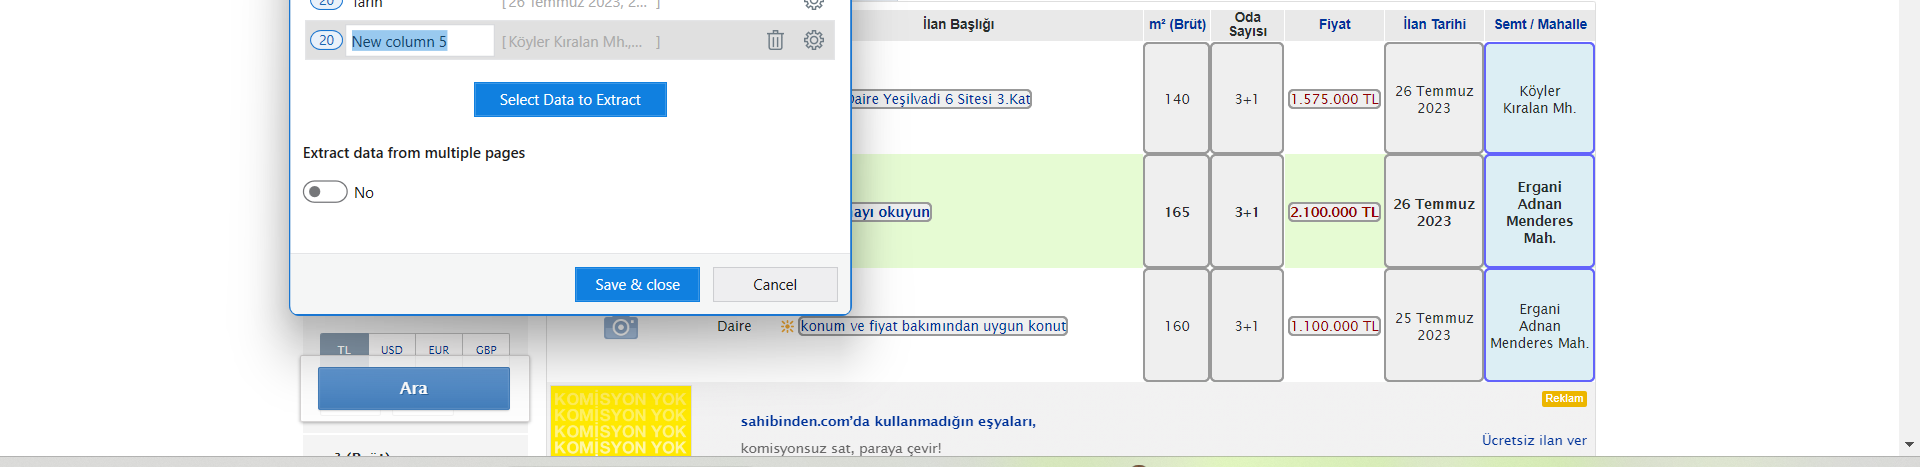 20 Tarih [ 26 Temmuz 2023, 2... ]
20 New column 5 [ Köyler Kıralan Mh.,... ]
Select Data to Extract
Extract data from multiple pages
No
Save & close Cancel
TL USD EUR GBP
Ara
m² (Brüt)
İlan Başlığı m² (Brüt) Oda Sayısı Fiyat İlan Tarihi Semt / Mahalle
Daire Yeşilvadi 6 Sitesi 3.Kat 140 3+1 1.575.000 TL 26 Temmuz 2023 Köyler Kıralan Mh.
ayı okuyun 165 3+1 2.100.000 TL 26 Temmuz 2023 Ergani Adnan Menderes Mah.
Daire konum ve fiyat bakımından uygun konut 160 3+1 1.100.000 TL 25 Temmuz 2023 Ergani Adnan Menderes Mah.
KOMİSYON YOK
KOMİSYON YOK
KOMİSYON YOK
KOMİSYON YOK
Reklam
sahibinden.com’da kullanmadığın eşyaları,
komisyonsuz sat, paraya çevir!
Ücretsiz ilan ver